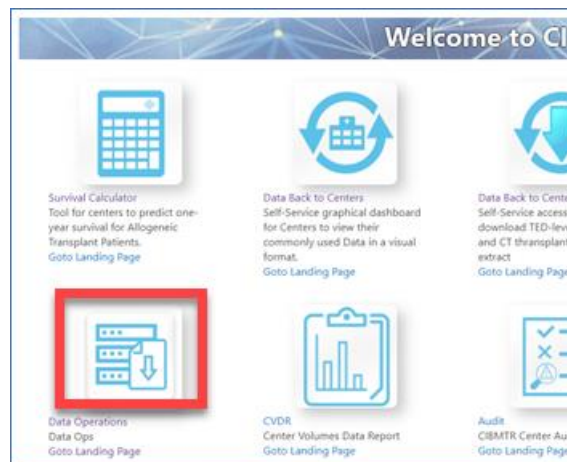 Welcome to CI
Survival Calculator
Tool for centers to predict one-
year survival for Allogeneic
Transplant Patients.
Goto Landing Page
Data Back to Centers
Self-Service graphical dashboard
for Centers to view their
commonly used Data in a visual
format.
Goto Landing Page
Data Back to Cente
Self-Service access
download TED-leve
and CT thransplant
extract
Goto Landing Page
Data Operations
Data Ops
Goto Landing Page
CVDR
Center Volumes Data Report
Goto Landing Page
Audit
CIBMTR Center Au
Goto Landing Page